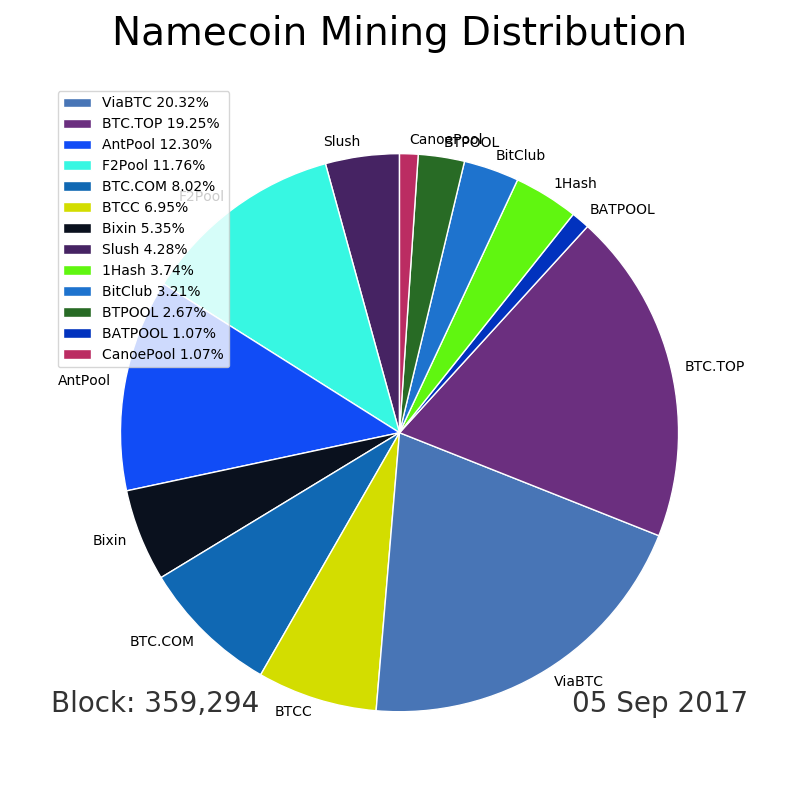 Namecoin Mining Distribution
ViaBTC 20.32%
BTC.TOP 19.25%
AntPool 12.30%
F2Pool 11.76%
BTC.COM 8.02%
BTCC 6.95%
Bixin 5.35%
Slush 4.28%
1Hash 3.74%
BitClub 3.21%
BTPOOL 2.67%
BATPOOL 1.07%
CanoePool 1.07%
Slush
CanoePool
BTPOOL
BitClub
1Hash
BATPOOL
F2Pool
BTC.TOP
AntPool
Bixin
BTC.COM
ViaBTC
BTCC
Block: 359,294
05 Sep 2017